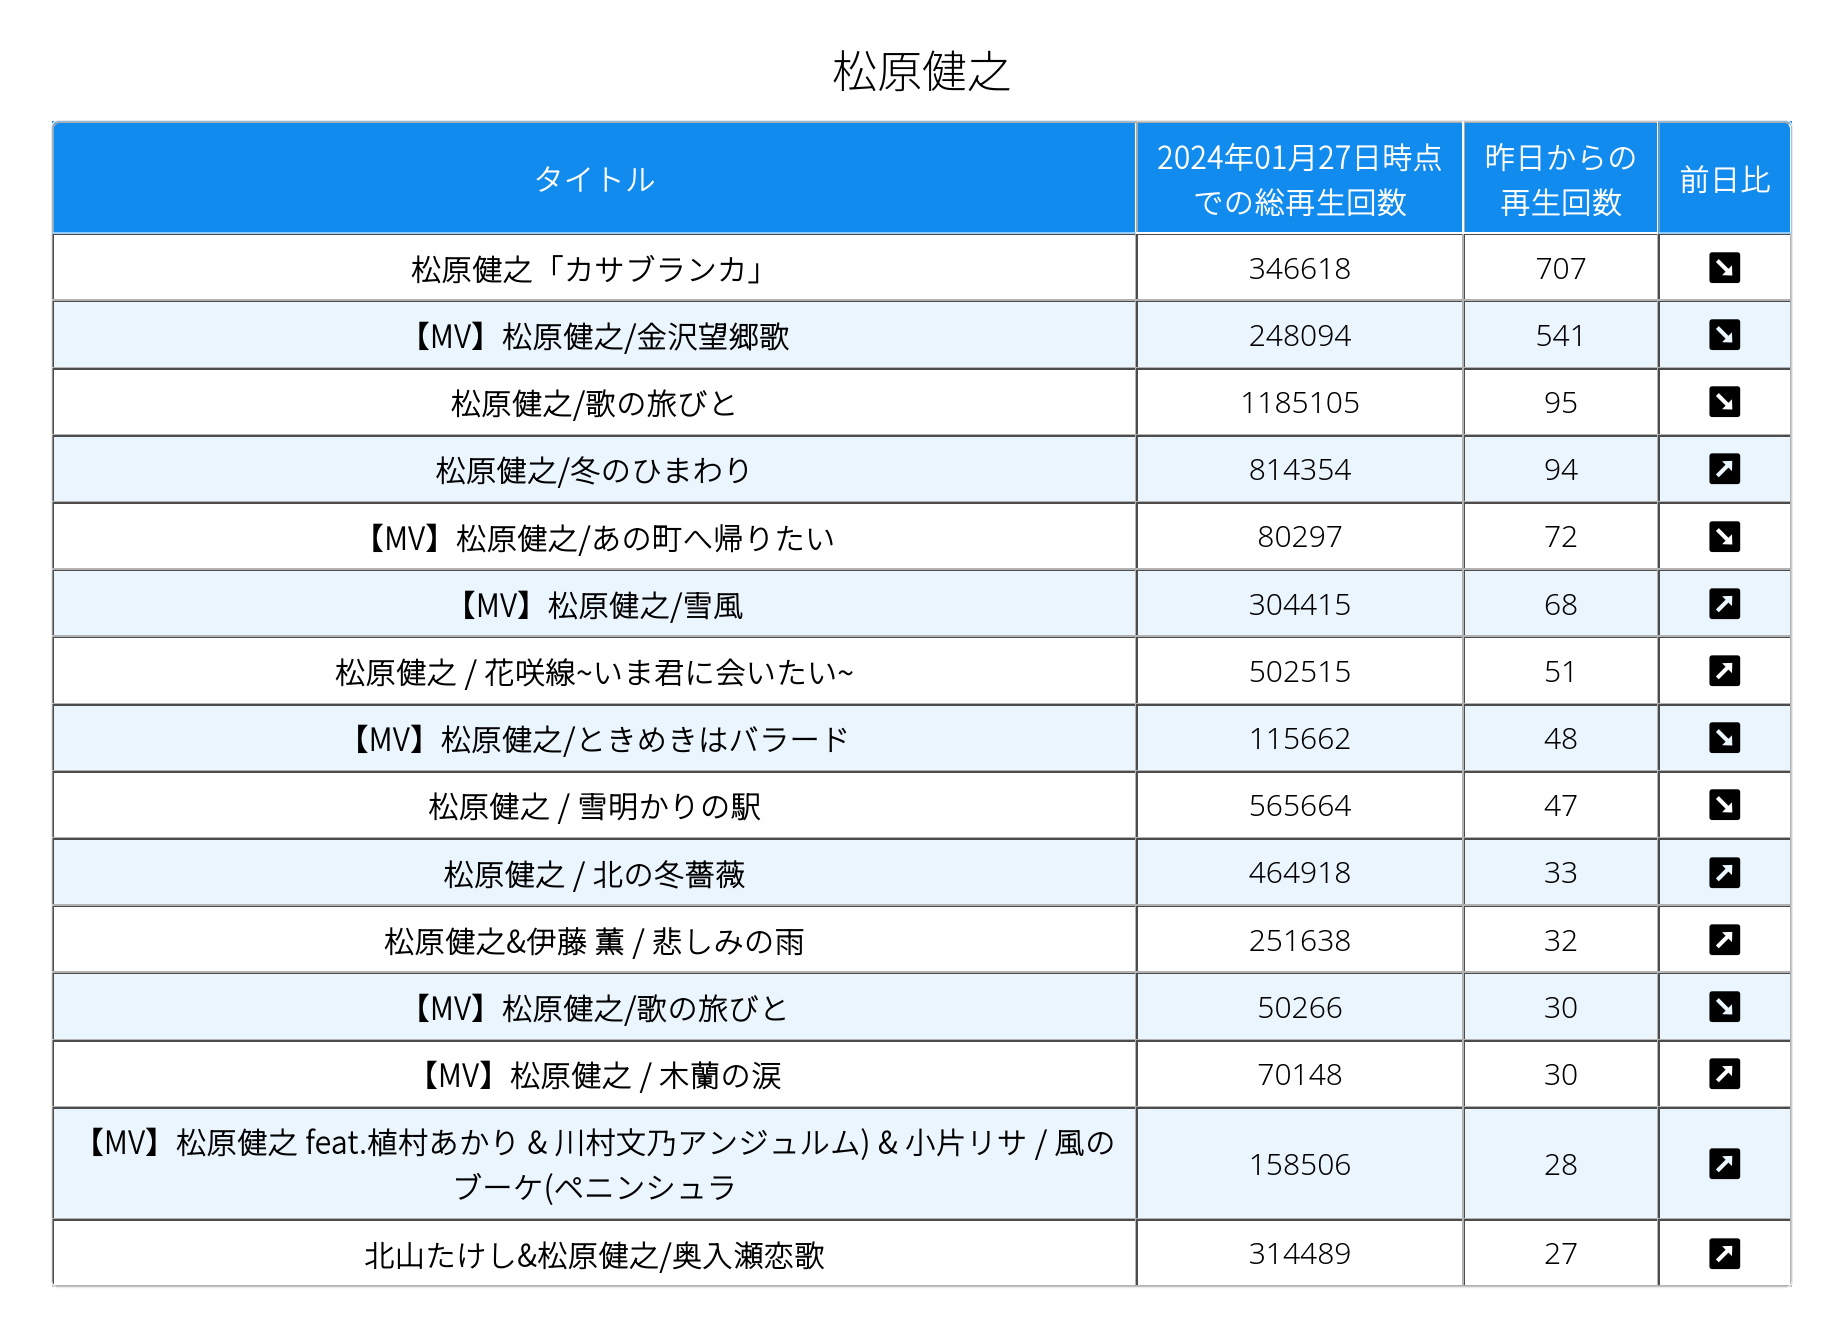 松原健之
タイトル
2024年01月27日時点
での総再生回数
昨日からの
再生回数
前日比
松原健之「カサブランカ」 346618 707
【MV】松原健之/金沢望郷歌 248094 541
松原健之/歌の旅びと 1185105 95
松原健之/冬のひまわり 814354 94
【MV】松原健之/あの町へ帰りたい 80297 72
【MV】松原健之/雪風 304415 68
松原健之 / 花咲線~いま君に会いたい~ 502515 51
【MV】松原健之/ときめきはバラード 115662 48
松原健之 / 雪明かりの駅 565664 47
松原健之 / 北の冬薔薇 464918 33
松原健之&伊藤 薫 / 悲しみの雨 251638 32
【MV】松原健之/歌の旅びと 50266 30
【MV】松原健之 / 木蘭の涙 70148 30
【MV】松原健之 feat.植村あかり & 川村文乃アンジュルム) & 小片リサ / 風の
ブーケ(ペニンシュラ 158506 28
北山たけし&松原健之/奥入瀬恋歌 314489 27